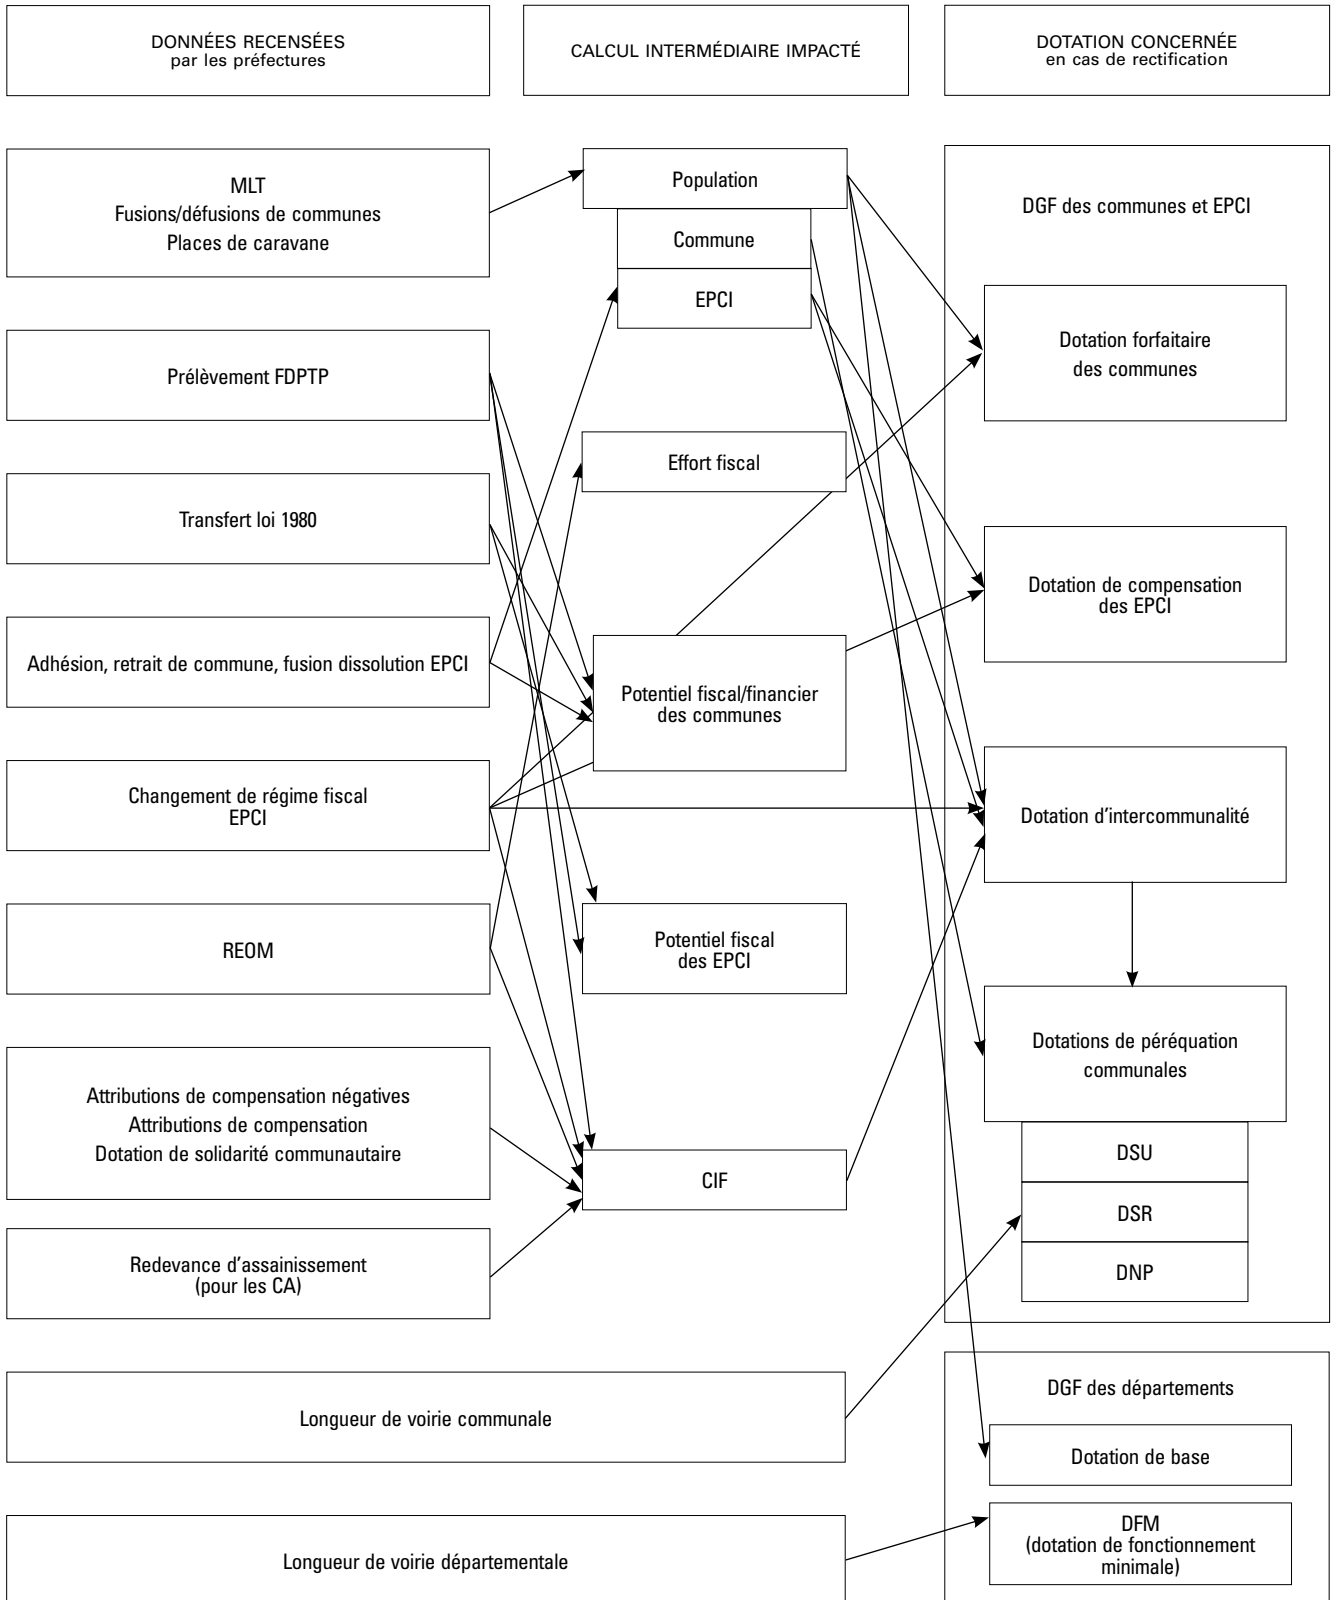 DONNÉES RECENSÉES
par les préfectures
CALCUL INTERMÉDIAIRE IMPACTÉ
DOTATION CONCERNÉE
en cas de rectification
MLT
Fusions/défusions de communes
Places de caravane
Prélèvement FDPTP
Transfert loi 1980
Adhésion, retrait de commune, fusion dissolution EPCI
Changement de régime fiscal
EPCI
REOM
Attributions de compensation négatives
Attributions de compensation
Dotation de solidarité communautaire
Redevance d'assainissement
(pour les CA)
Longueur de voirie communale
Longueur de voirie départementale
Population
Commune
EPCI
Effort fiscal
Potentiel fiscal/financier
des communes
Potentiel fiscal
des EPCI
CIF
DGF des communes et EPCI
Dotation forfaitaire
des communes
Dotation de compensation
des EPCI
Dotation d'intercommunalité
Dotations de péréquation
communales
DSU
DSR
DNP
DGF des départements
Dotation de base
DFM
(dotation de fonctionnement
minimale)